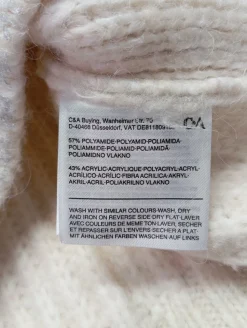 C&A Buying, Wanheimer Str. 70
D-40468 Düsseldorf, VAT
C&A
57% POLYAMIDE-POLYAMID-POLIAMIDA-
POLIAMMIDE-POLIAMID-POLIAMIDĂ-
POLIAMIDNO VLAKNO
43% ACRYLIC-ACRYLIQUE-POLYACRYL-ACRYL-
ACRÍLICO-ACRILIC-FIBRA ACRILICA-AKRYL-
AKRIL-ACRIL-POLIAKRILNO VLAKNO
WASH WITH SIMILAR COLOURS-WASH, DRY
AND IRON ON REVERSE SIDE DRY FLAT LAVER
AVEC COULEURS DE MEME TON LAVER, SECHER
ET REPASSER SUR L'ENVERS SECHER A PLAT-
MIT ÄHNLICHEN FARBEN WASCHEN AUF LINKS